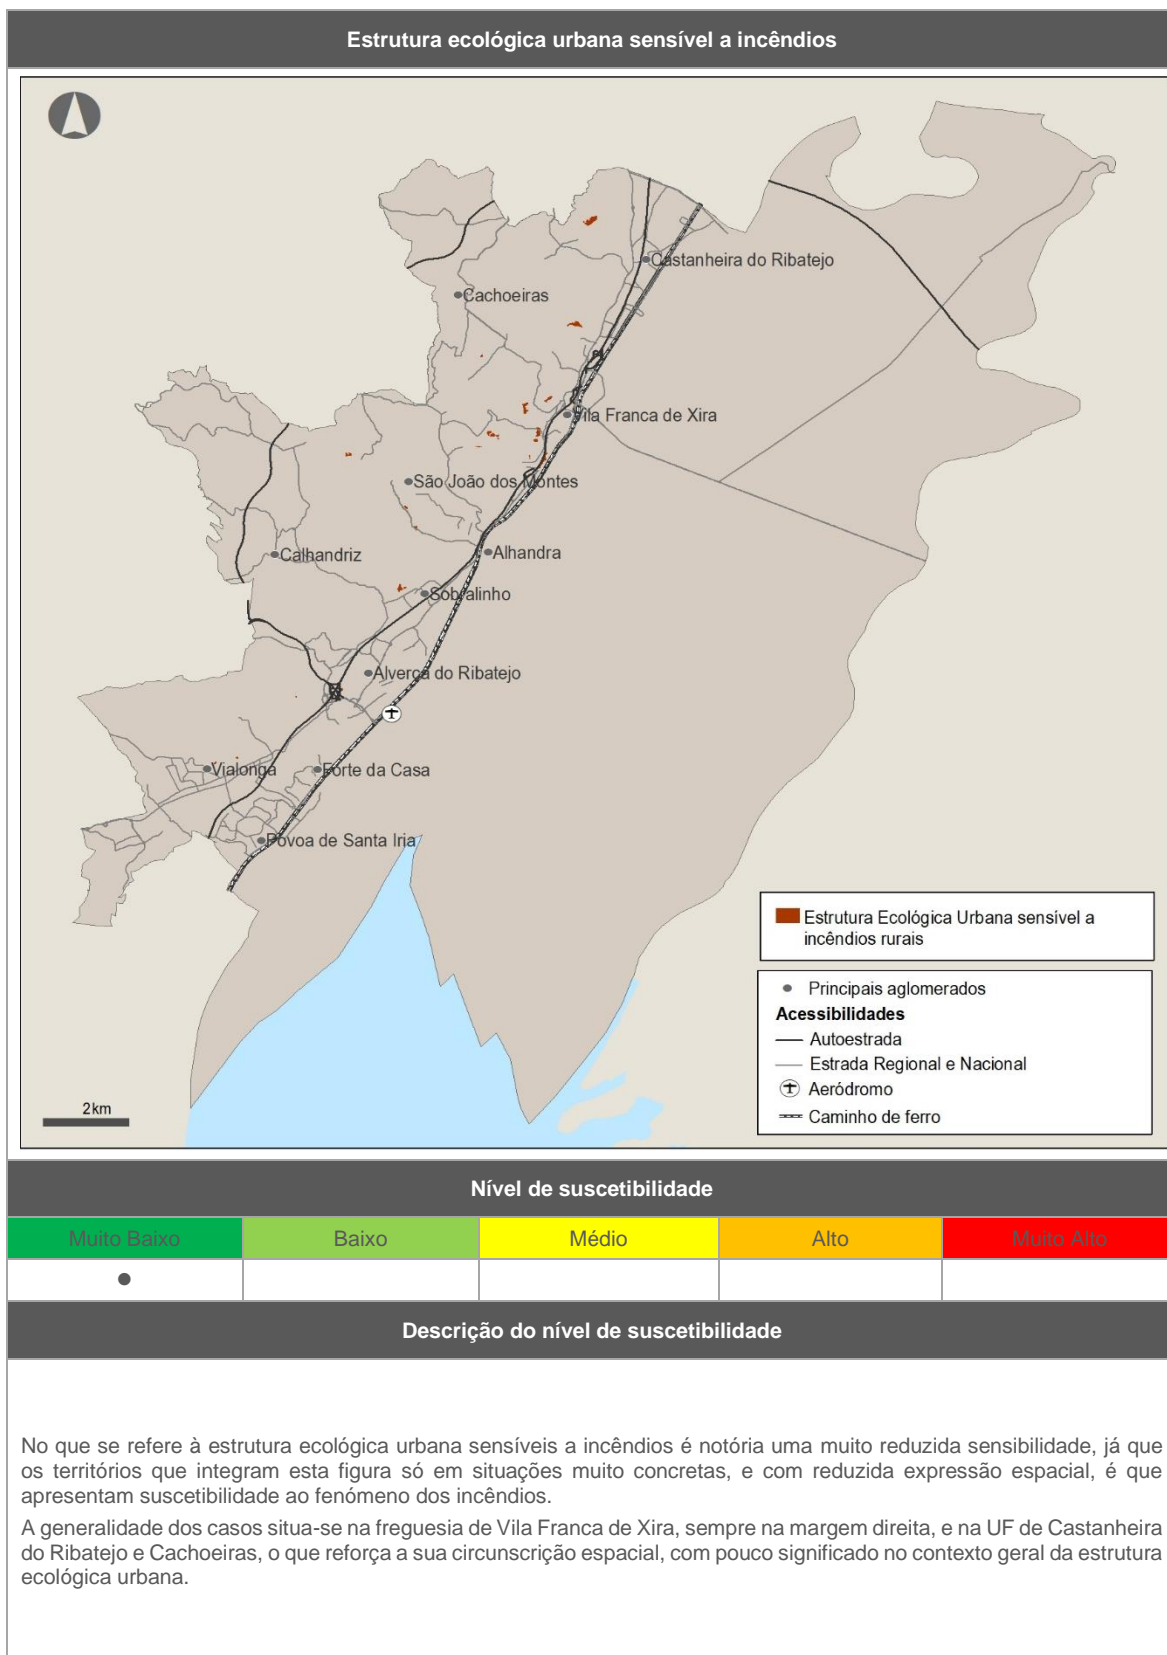 Estrutura ecológica urbana sensível a incêndios
Castanheira do Ribatejo
Cachoeiras
Vila Franca de Xira
São João dos Montes
Alhandra
Calhandriz
Sobralinho
Alverca do Ribatejo
Vialonga
Forte da Casa
Póvoa de Santa Iria
Estrutura Ecológica Urbana sensível a
incêndios rurais
Principais aglomerados
Acessibilidades
Autoestrada
Estrada Regional e Nacional
Aeródromo
Caminho de ferro
2km
Nível de suscetibilidade
Muito Baixo Baixo Médio Alto Muito Alto
●
Descrição do nível de suscetibilidade
No que se refere à estrutura ecológica urbana sensíveis a incêndios é notória uma muito reduzida sensibilidade, já que
os territórios que integram esta figura só em situações muito concretas, e com reduzida expressão espacial, é que
apresentam suscetibilidade ao fenómeno dos incêndios.
A generalidade dos casos situa-se na freguesia de Vila Franca de Xira, sempre na margem direita, e na UF de Castanheira
do Ribatejo e Cachoeiras, o que reforça a sua circunscrição espacial, com pouco significado no contexto geral da estrutura
ecológica urbana.